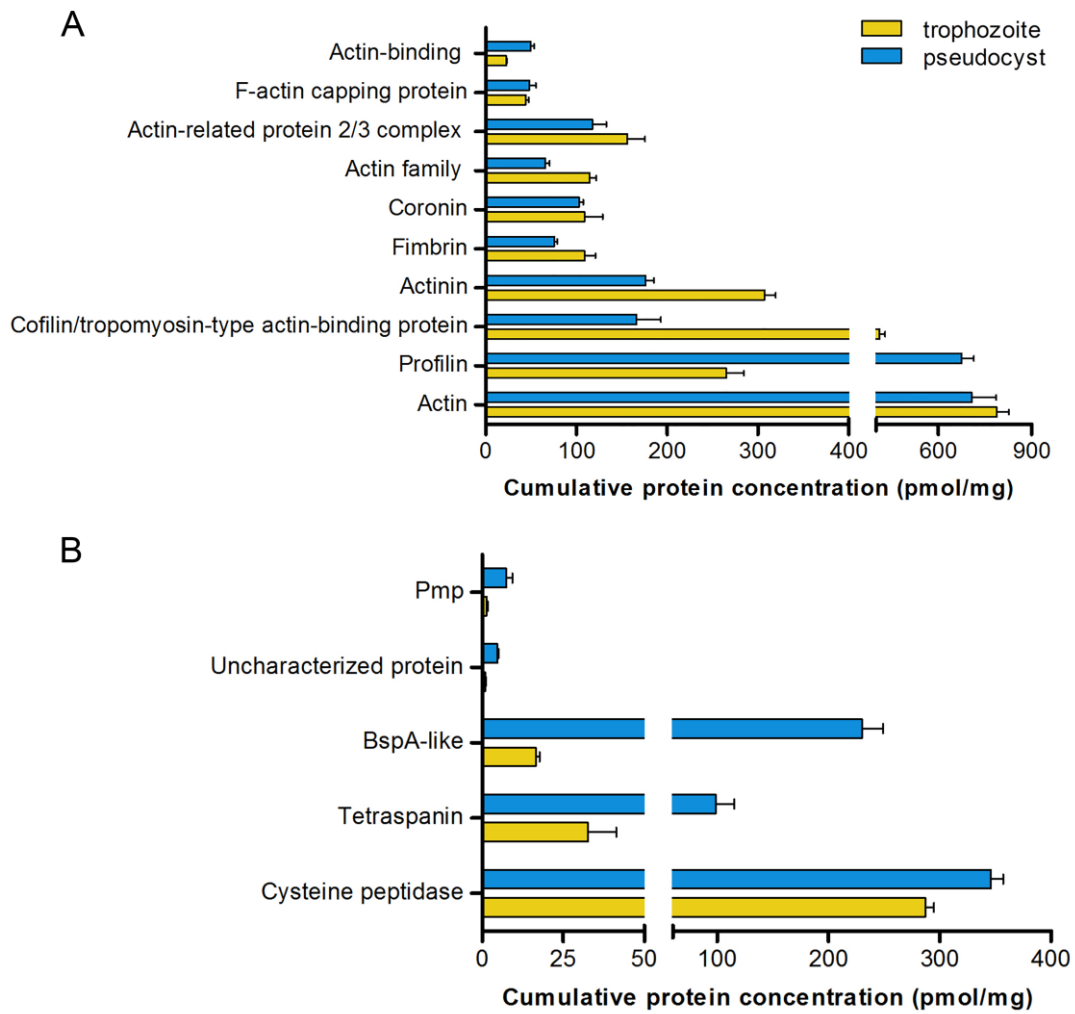 A
trophozoite
pseudocyst
Actin-binding
F-actin capping protein
Actin-related protein 2/3 complex
Actin family
Coronin
Fimbrin
Actinin
Cofilin/tropomyosin-type actin-binding protein
Profilin
Actin
0 100 200 300 400 600 900
Cumulative protein concentration (pmol/mg)
B
Pmp
Uncharacterized protein
BspA-like
Tetraspanin
Cysteine peptidase
0 25 50 100 200 300 400
Cumulative protein concentration (pmol/mg)